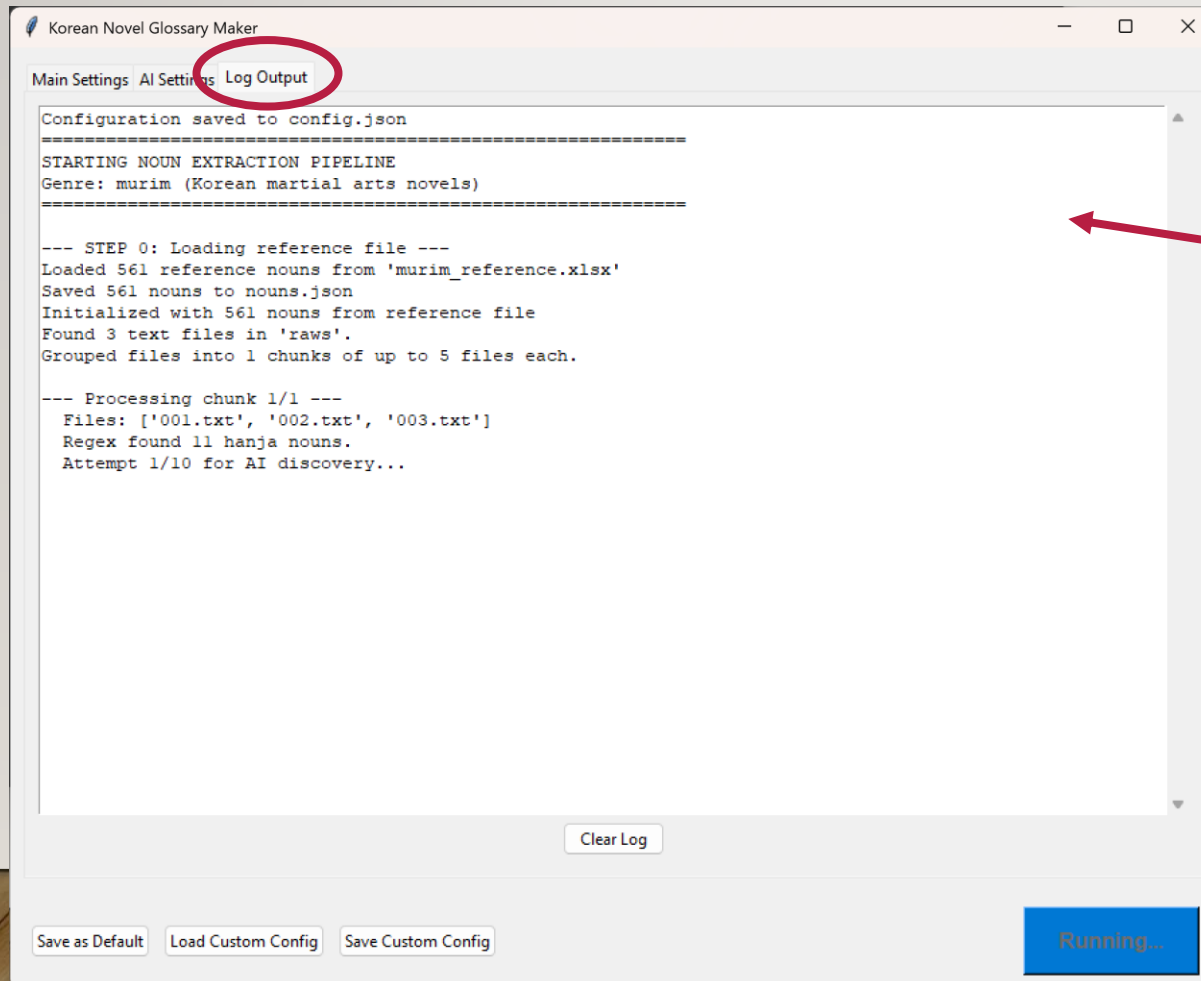 Korean Novel Glossary Maker
Main Settings AI Settings Log Output
Configuration saved to config.json
============================================================
STARTING NOUN EXTRACTION PIPELINE
Genre: murim (Korean martial arts novels)
============================================================
--- STEP 0: Loading reference file ---
Loaded 561 reference nouns from 'murim_reference.xlsx'
Saved 561 nouns to nouns.json
Initialized with 561 nouns from reference file
Found 3 text files in 'raws'.
Grouped files into 1 chunks of up to 5 files each.
--- Processing chunk 1/1 ---
Files: ['001.txt', '002.txt', '003.txt']
Regex found 11 hanja nouns.
Attempt 1/10 for AI discovery...
Clear Log
Save as Default Load Custom Config Save Custom Config Running...